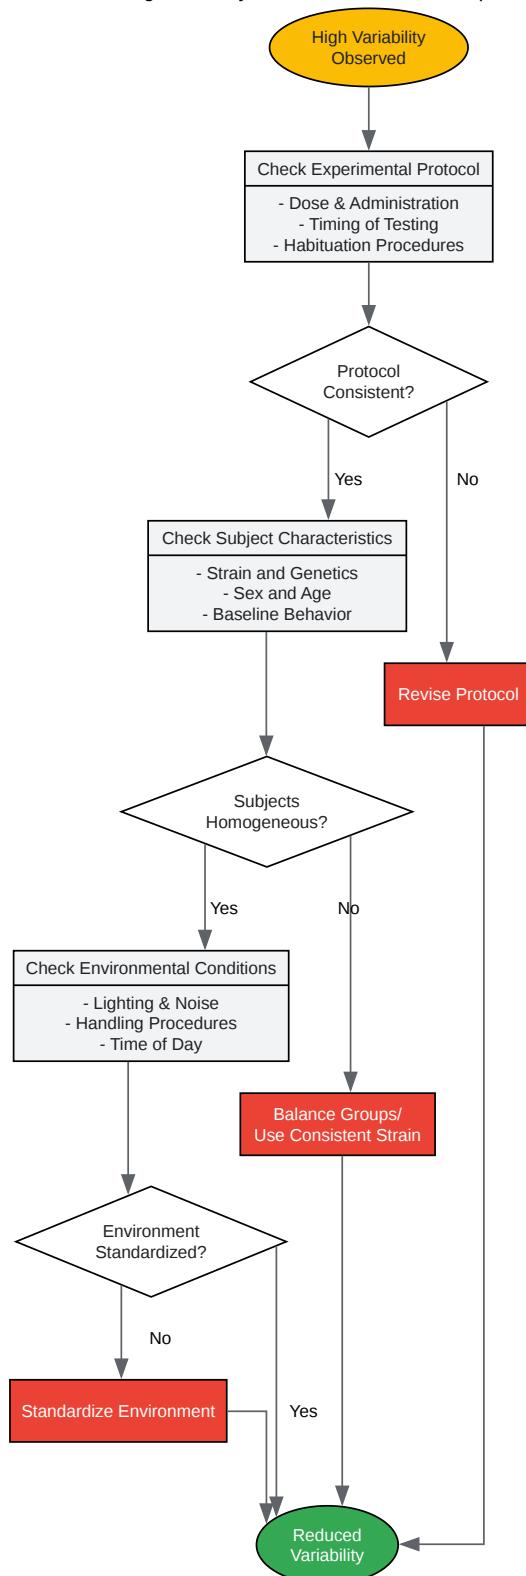 High Variability
Observed
Check Experimental Protocol
- Dose & Administration
- Timing of Testing
- Habituation Procedures
Protocol
Consistent?
Yes
No
Check Subject Characteristics
- Strain and Genetics
- Sex and Age
- Baseline Behavior
Revise Protocol
Subjects
Homogeneous?
Yes
No
Check Environmental Conditions
- Lighting & Noise
- Handling Procedures
- Time of Day
Balance Groups/
Use Consistent Strain
Environment
Standardized?
No
Standardize Environment
Yes
Reduced
Variability